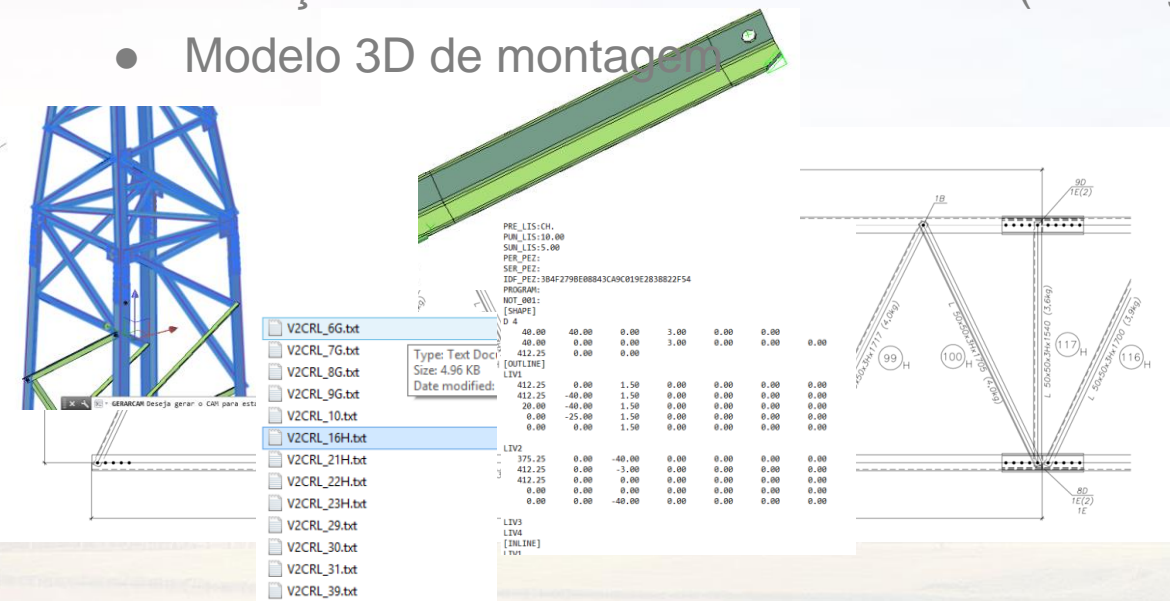 ● Modelo 3D de montagem
PRE_LIS:CH.
PUN_LIS:10.00
SUN_LIS:5.00
PER_PEZ:
SER_PEZ:
IDF_PEZ:3B4F279BE08843CA9C019E2838822F54
PROGRAM:
NOT_001:
[SHAPE]
D 4
40.00 40.00 0.00 3.00 0.00 0.00
40.00 0.00 0.00 3.00 0.00 0.00 0.00
412.25 0.00 0.00
[OUTLINE]
LIV1
412.25 0.00 1.50 0.00 0.00 0.00 0.00
412.25 -40.00 1.50 0.00 0.00 0.00 0.00
20.00 -40.00 1.50 0.00 0.00 0.00 0.00
0.00 -25.00 1.50 0.00 0.00 0.00 0.00
0.00 0.00 1.50 0.00 0.00 0.00 0.00
LIV2
375.25 0.00 -40.00 0.00 0.00 0.00 0.00
412.25 0.00 -3.00 0.00 0.00 0.00 0.00
412.25 0.00 0.00 0.00 0.00 0.00 0.00
0.00 0.00 0.00 0.00 0.00 0.00 0.00
0.00 0.00 -40.00 0.00 0.00 0.00 0.00
LIV3
LIV4
[INLINE]
LIV1
V2CRL_6G.txt
V2CRL_7G.txt
V2CRL_8G.txt
V2CRL_9G.txt
V2CRL_10.txt
V2CRL_16H.txt
V2CRL_21H.txt
V2CRL_22H.txt
V2CRL_23H.txt
V2CRL_29.txt
V2CRL_30.txt
V2CRL_31.txt
V2CRL_39.txt
Type: Text Docu
Size: 4.96 KB
Date modified:
GERARCAM Deseja gerar o CAM para esta
1B
9D
1E(2)
50x50x3Hx1717 (4,0kg)
99 H
100 H
L 50x50x3Hx1705 (4,0kg)
L 50x50x3Hx1540 (3,6kg)
117 H
L 50x50x3Hx1700 (3,9kg)
116 H
8D
1E(2)
1E